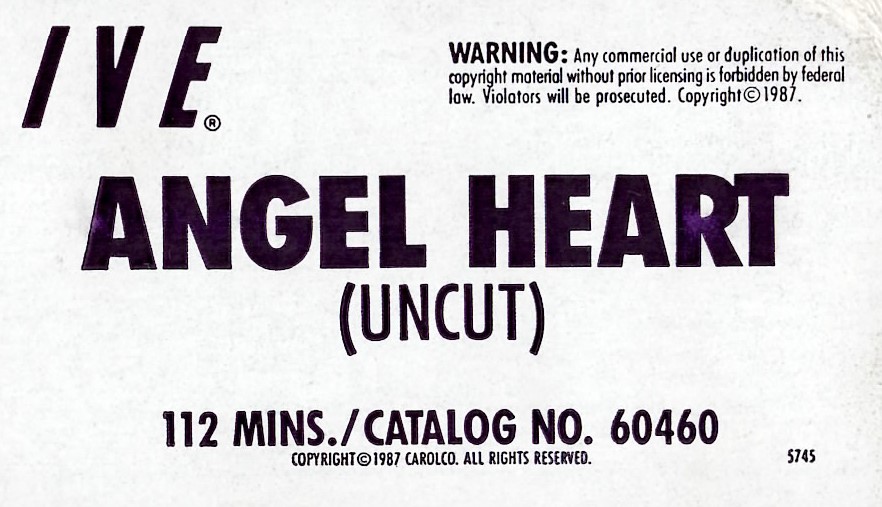 IVE®
WARNING: Any commercial use or duplication of this
copyright material without prior licensing is forbidden by federal
law. Violators will be prosecuted. Copyright©1987.
ANGEL HEART
(UNCUT)
112 MINS./CATALOG NO. 60460
COPYRIGHT©1987 CAROLCO. ALL RIGHTS RESERVED.
5745